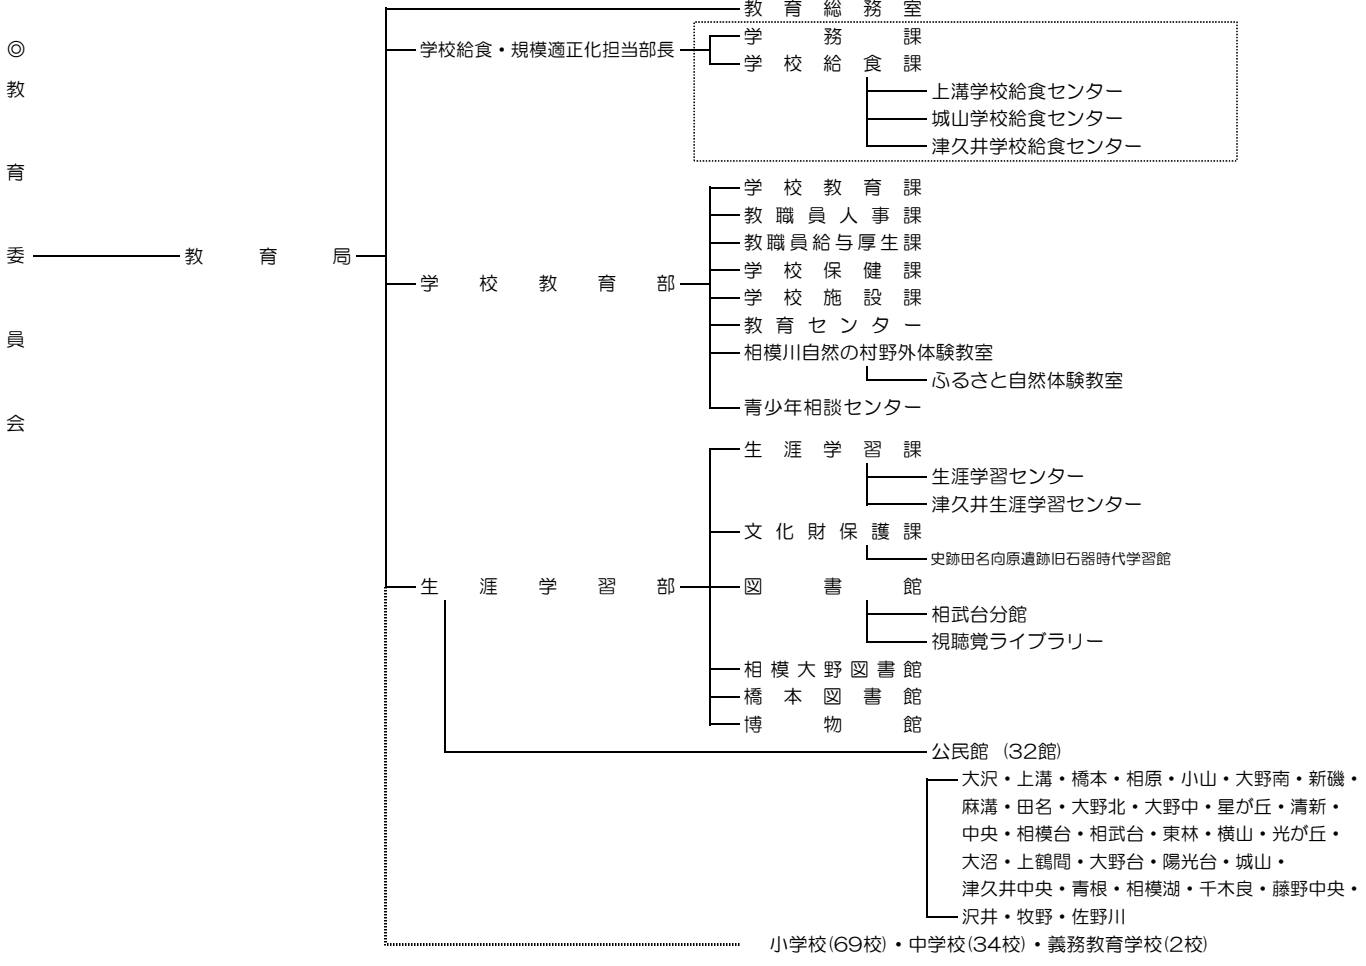 ◎教育委員会
教育局
教育総務室
学校給食・規模適正化担当部長
学務課
学校給食課
上溝学校給食センター
城山学校給食センター
津久井学校給食センター
学校教育部
学校教育課
教職員人事課
教職員給与厚生課
学校保健課
学校施設課
教育センター
相模川自然の村野外体験教室
ふるさと自然体験教室
青少年相談センター
生涯学習部
生涯学習課
生涯学習センター
津久井生涯学習センター
文化財保護課
史跡田名向原遺跡旧石器時代学習館
図書館
相武台分館
視聴覚ライブラリー
相模大野図書館
橋本図書館
博物館
公民館 (32館)
大沢・上溝・橋本・相原・小山・大野南・新磯・
麻溝・田名・大野北・大野中・星が丘・清新・
中央・相模台・相武台・東林・横山・光が丘・
大沼・上鶴間・大野台・陽光台・城山・
津久井中央・青根・相模湖・千木良・藤野中央・
沢井・牧野・佐野川
小学校(69校)・中学校(34校)・義務教育学校(2校)